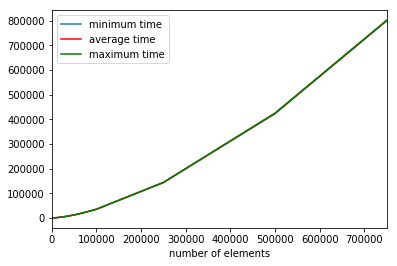 minimum time
average time
maximum time
800000
700000
600000
500000
400000
300000
200000
100000
0
0 100000 200000 300000 400000 500000 600000 700000
number of elements